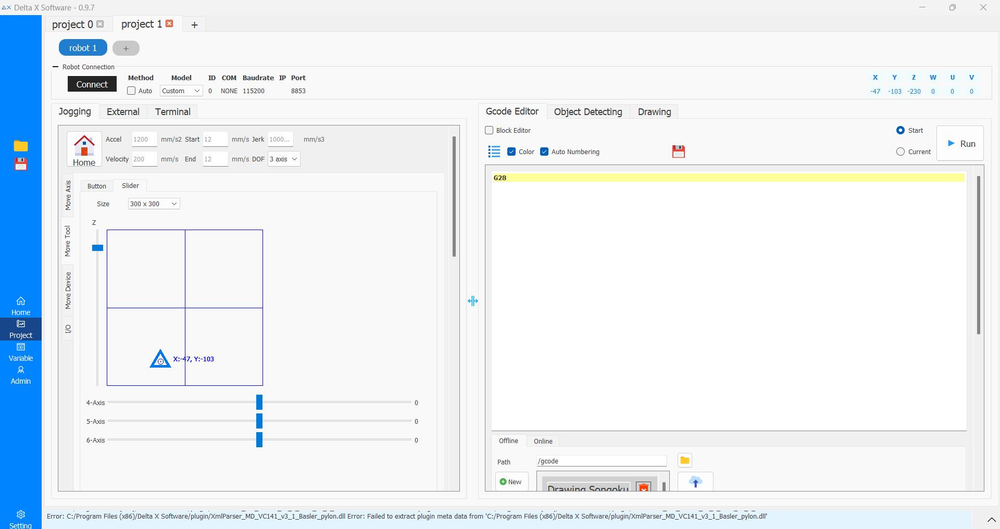 Delta X Software - 0.9.7
project 0
project 1
+
robot 1
+
Robot Connection
Connect
Method Model ID COM Baudrate IP Port
Auto Custom 0 NONE 115200 8853
X Y Z W U V
-47 -103 -230 0 0 0
Jogging External Terminal
Gcode Editor Object Detecting Drawing
Home
Accel 1200 mm/s2 Start 12 mm/s Jerk 1000... mm/s3
Velocity 200 mm/s End 12 mm/s DOF 3 axis
Block Editor
Start
Current
Run
Color Auto Numbering
Move Axis
Move Tool
Move Device
I/O
Button Slider
Size 300 x 300
Z
X:-47, Y:-103
4-Axis 0
5-Axis 0
6-Axis 0
G28
Offline Online
Path /gcode
New
Drawing Songoku
Home
Project
Variable
Admin
Setting
Error: C:/Program Files (x86)/Delta X Software/plugin/XmlParser_MD_VC141_v3_1_Basler_pylon.dll Error: Failed to extract plugin meta data from 'C:/Program Files (x86)/Delta X Software/plugin/XmlParser_MD_VC141_v3_1_Basler_pylon.dll'